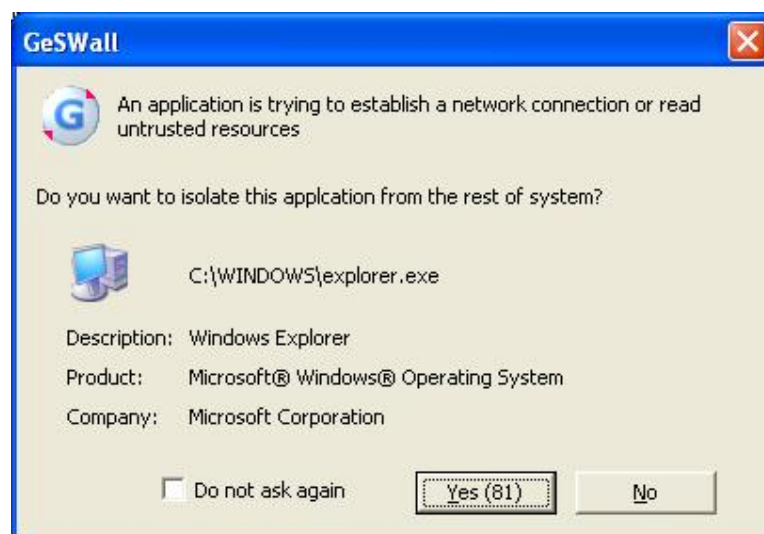 GeSWall
G
An application is trying to establish a network connection or read
untrusted resources
Do you want to isolate this applcation from the rest of system?
C:\WINDOWS\explorer.exe
Description: Windows Explorer
Product: Microsoft® Windows® Operating System
Company: Microsoft Corporation
Do not ask again Yes (81) No